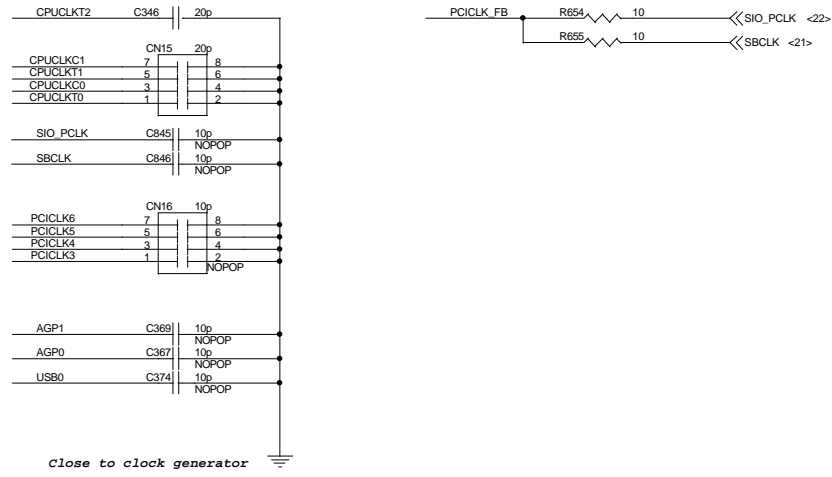 CPUCLKT2 C346 20p
CN15 20p
CPUCLKC1 7 8
CPUCLKT1 5 6
CPUCLKC0 3 4
CPUCLKT0 1 2
SIO_PCLK C845 10p
NOPOP
SBCLK C846 10p
NOPOP
CN16 10p
PCICLK6 7 8
PCICLK5 5 6
PCICLK4 3 4
PCICLK3 1 2
NOPOP
AGP1 C369 10p
NOPOP
AGP0 C367 10p
NOPOP
USB0 C374 10p
NOPOP
Close to clock generator
PCICLK_FB R654 10 SIO_PCLK <22>
R655 10 SBCLK <21>